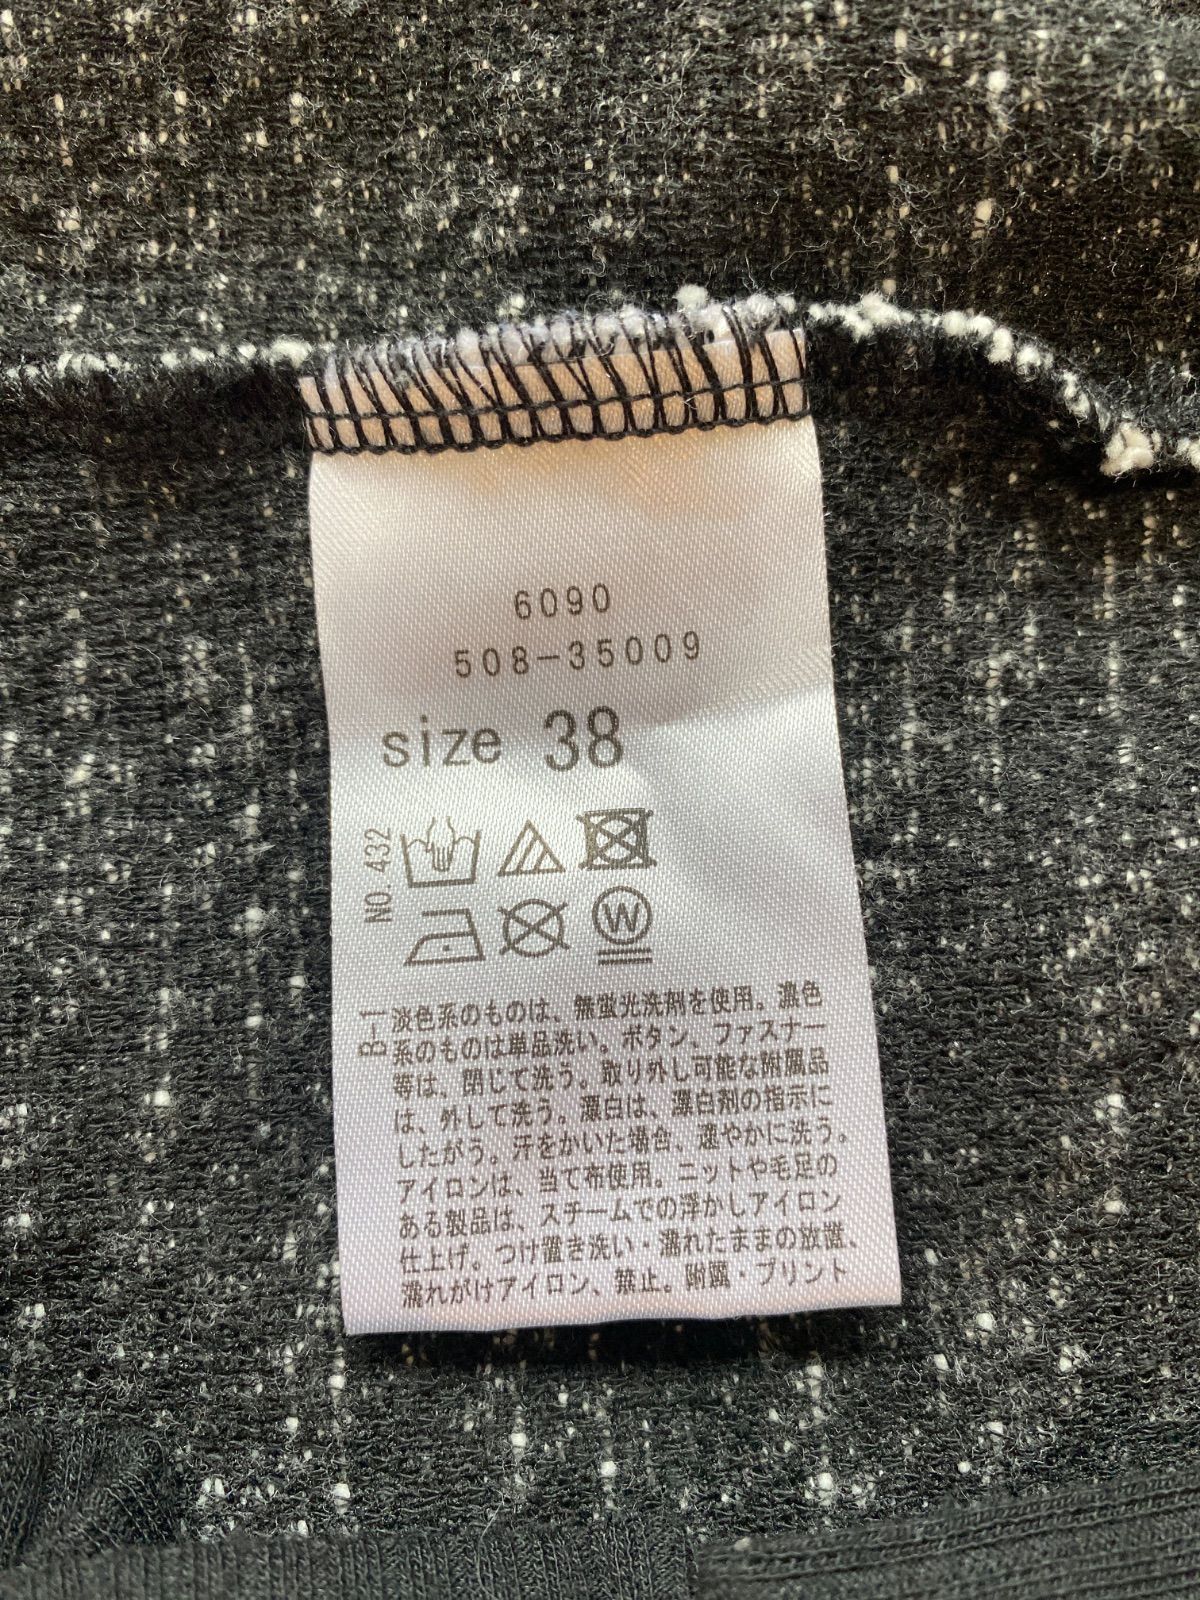 6090
508-35009
size 38
NO. 432
W
B-1
淡色系のものは、無蛍光洗剤を使用。濃色
系のものは単品洗い。ボタン、ファスナー
等は、閉じて洗う。取り外し可能な附属品
は、外して洗う。漂白は、漂白剤の指示に
したがう。汗をかいた場合、速やかに洗う。
アイロンは、当て布使用。ニットや毛足の
ある製品は、スチームでの浮かしアイロン
仕上げ。つけ置き洗い・濡れたままの放置、
濡れがけアイロン、禁止。附属・プリント